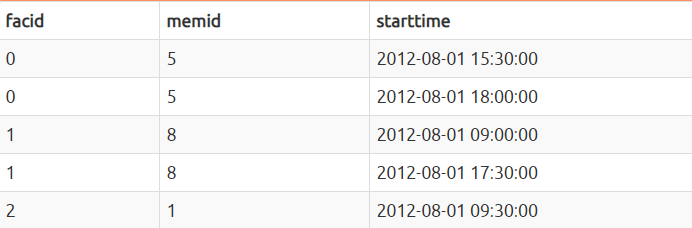 facid memid starttime
0 5 2012-08-01 15:30:00
0 5 2012-08-01 18:00:00
1 8 2012-08-01 09:00:00
1 8 2012-08-01 17:30:00
2 1 2012-08-01 09:30:00